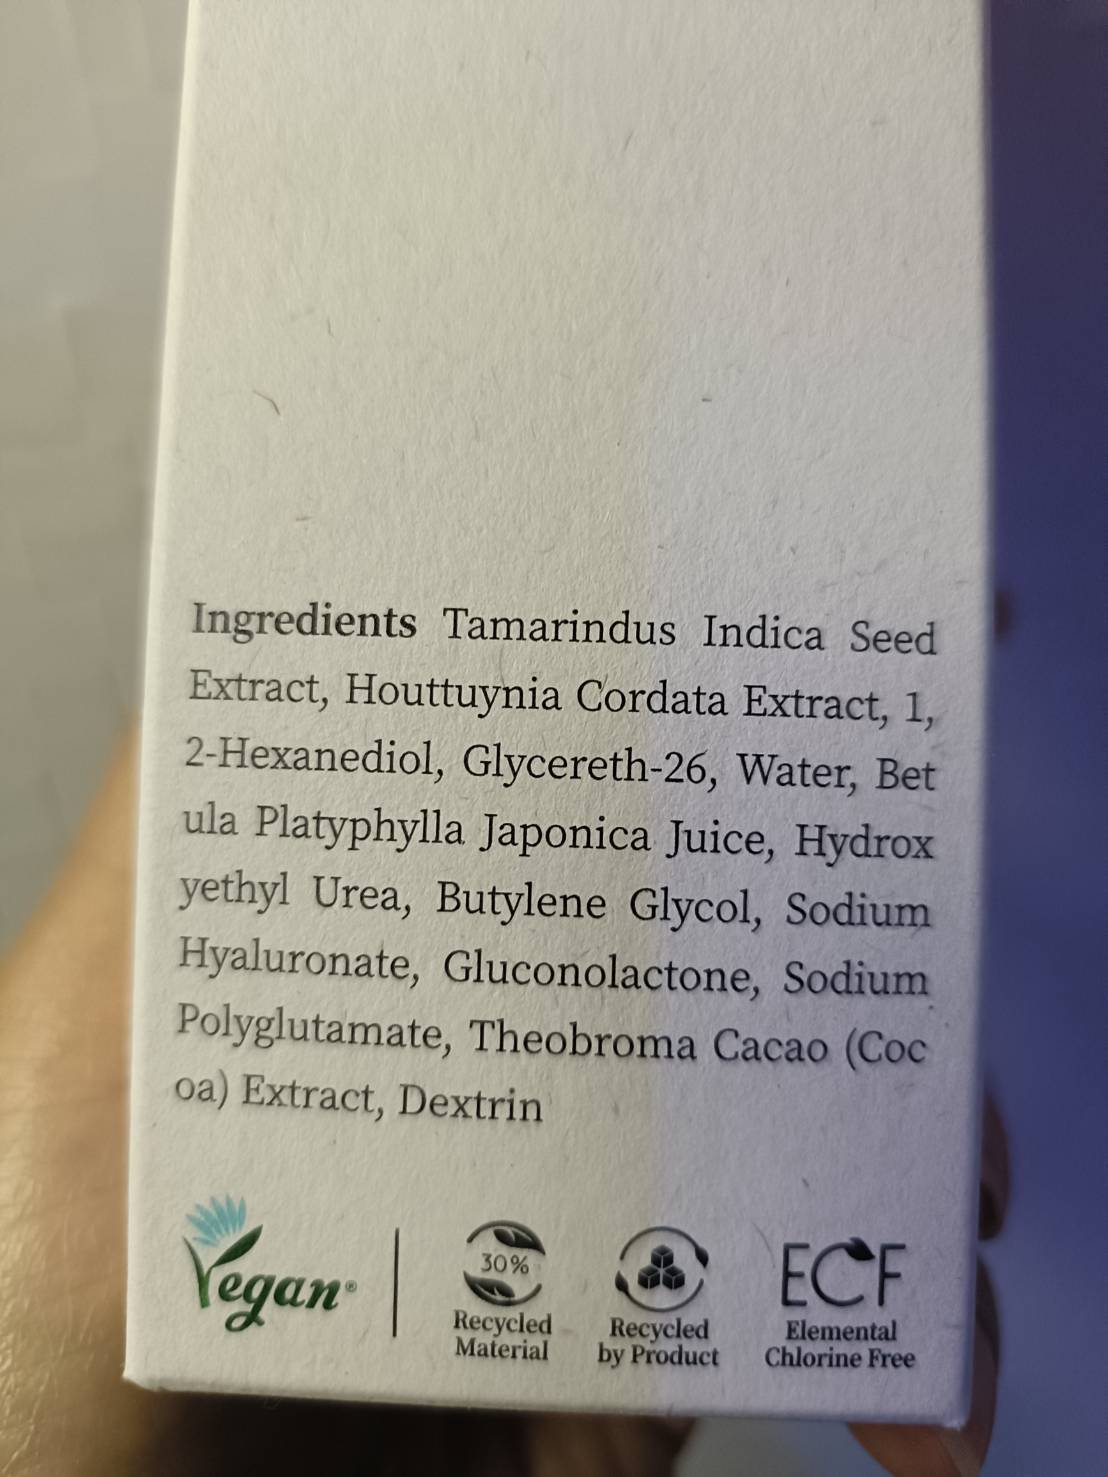 Ingredients Tamarindus Indica Seed
Extract, Houttuynia Cordata Extract, 1,
2-Hexanediol, Glycereth-26, Water, Bet
ula Platyphylla Japonica Juice, Hydrox
yethyl Urea, Butylene Glycol, Sodium
Hyaluronate, Gluconolactone, Sodium
Polyglutamate, Theobroma Cacao (Coc
oa) Extract, Dextrin
Vegan®
30%
Recycled
Material
Recycled
by Product
ECF
Elemental
Chlorine Free